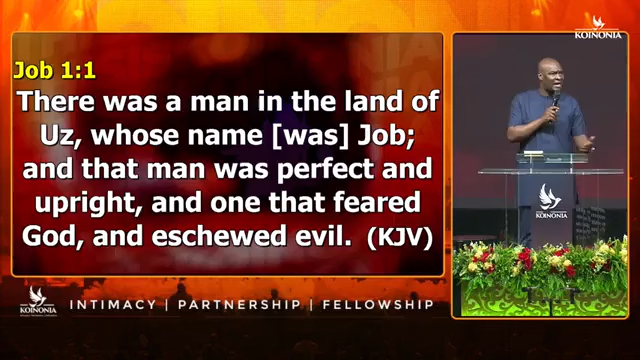 Job 1:1
There was a man in the land of
Uz, whose name [was] Job;
and that man was perfect and
upright, and one that feared
God, and eschewed evil. (KJV)
KOINONIA
KOINONIA
KOINONIA
INTIMACY | PARTNERSHIP | FELLOWSHIP